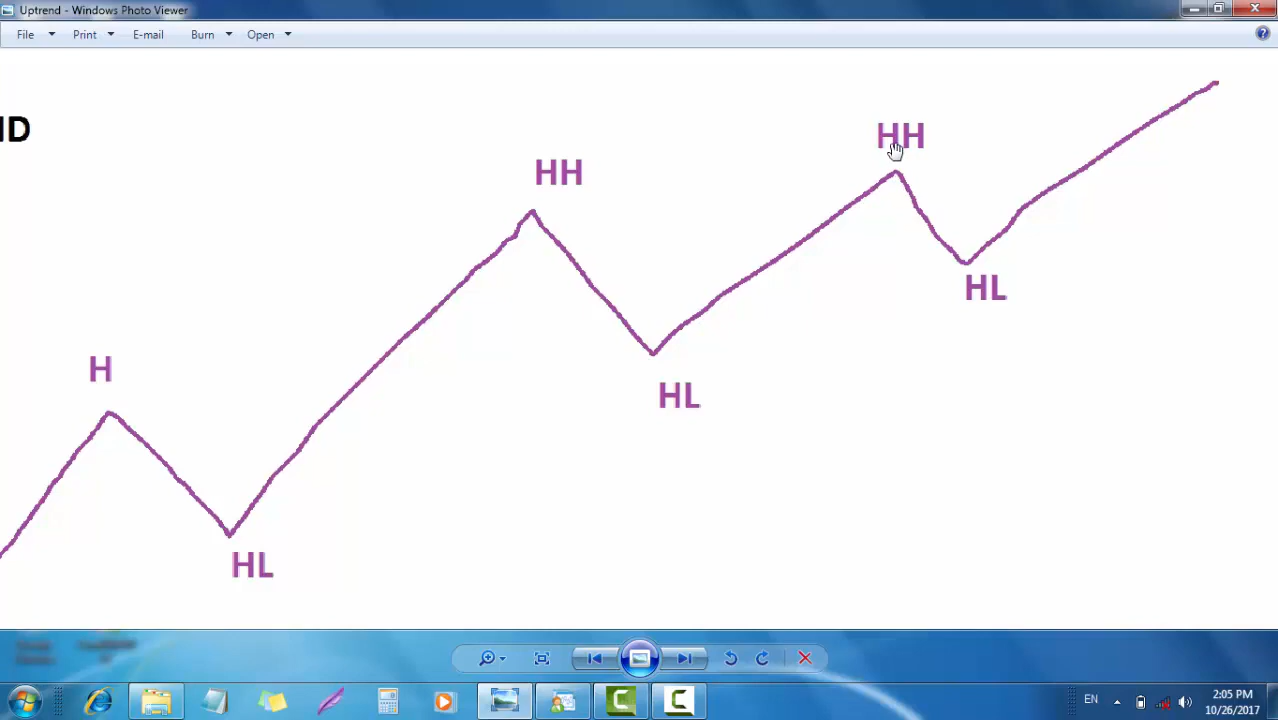 Uptrend - Windows Photo Viewer
File Print E-mail Burn Open
ND
HH
HH
HL
H
HL
HL
EN
2:05 PM
10/26/2017